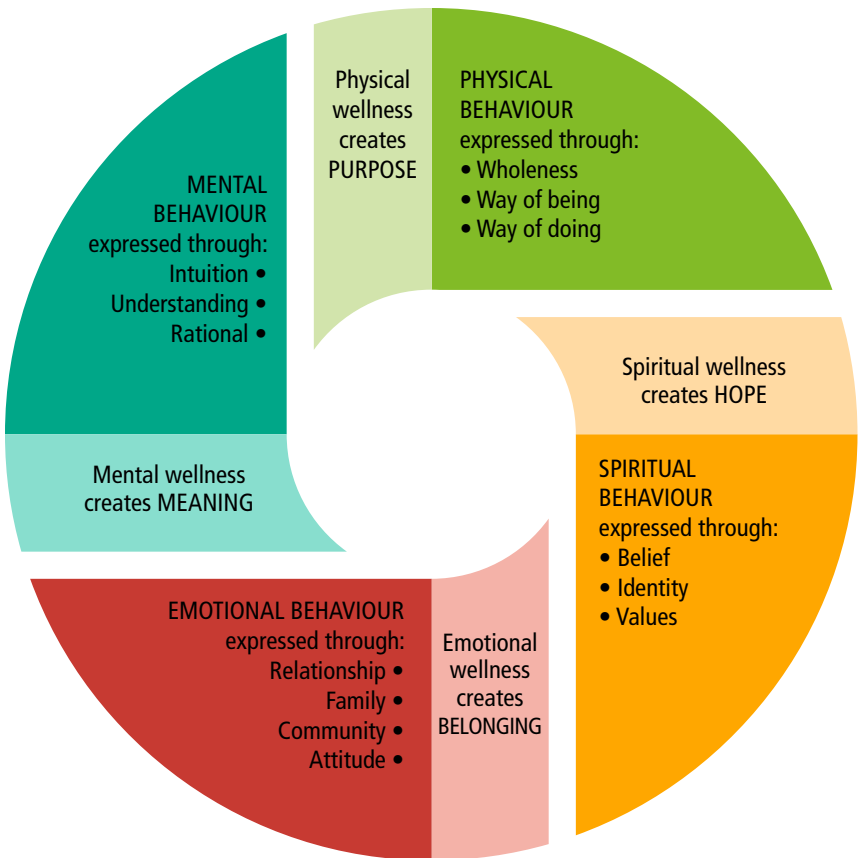 Physical
wellness
creates
PURPOSE
PHYSICAL
BEHAVIOUR
expressed through:
• Wholeness
• Way of being
• Way of doing
Spiritual wellness
creates HOPE
SPIRITUAL
BEHAVIOUR
expressed through:
• Belief
• Identity
• Values
Emotional
wellness
creates
BELONGING
EMOTIONAL BEHAVIOUR
expressed through:
Relationship •
Family •
Community •
Attitude •
Mental wellness
creates MEANING
MENTAL
BEHAVIOUR
expressed through:
Intuition •
Understanding •
Rational •